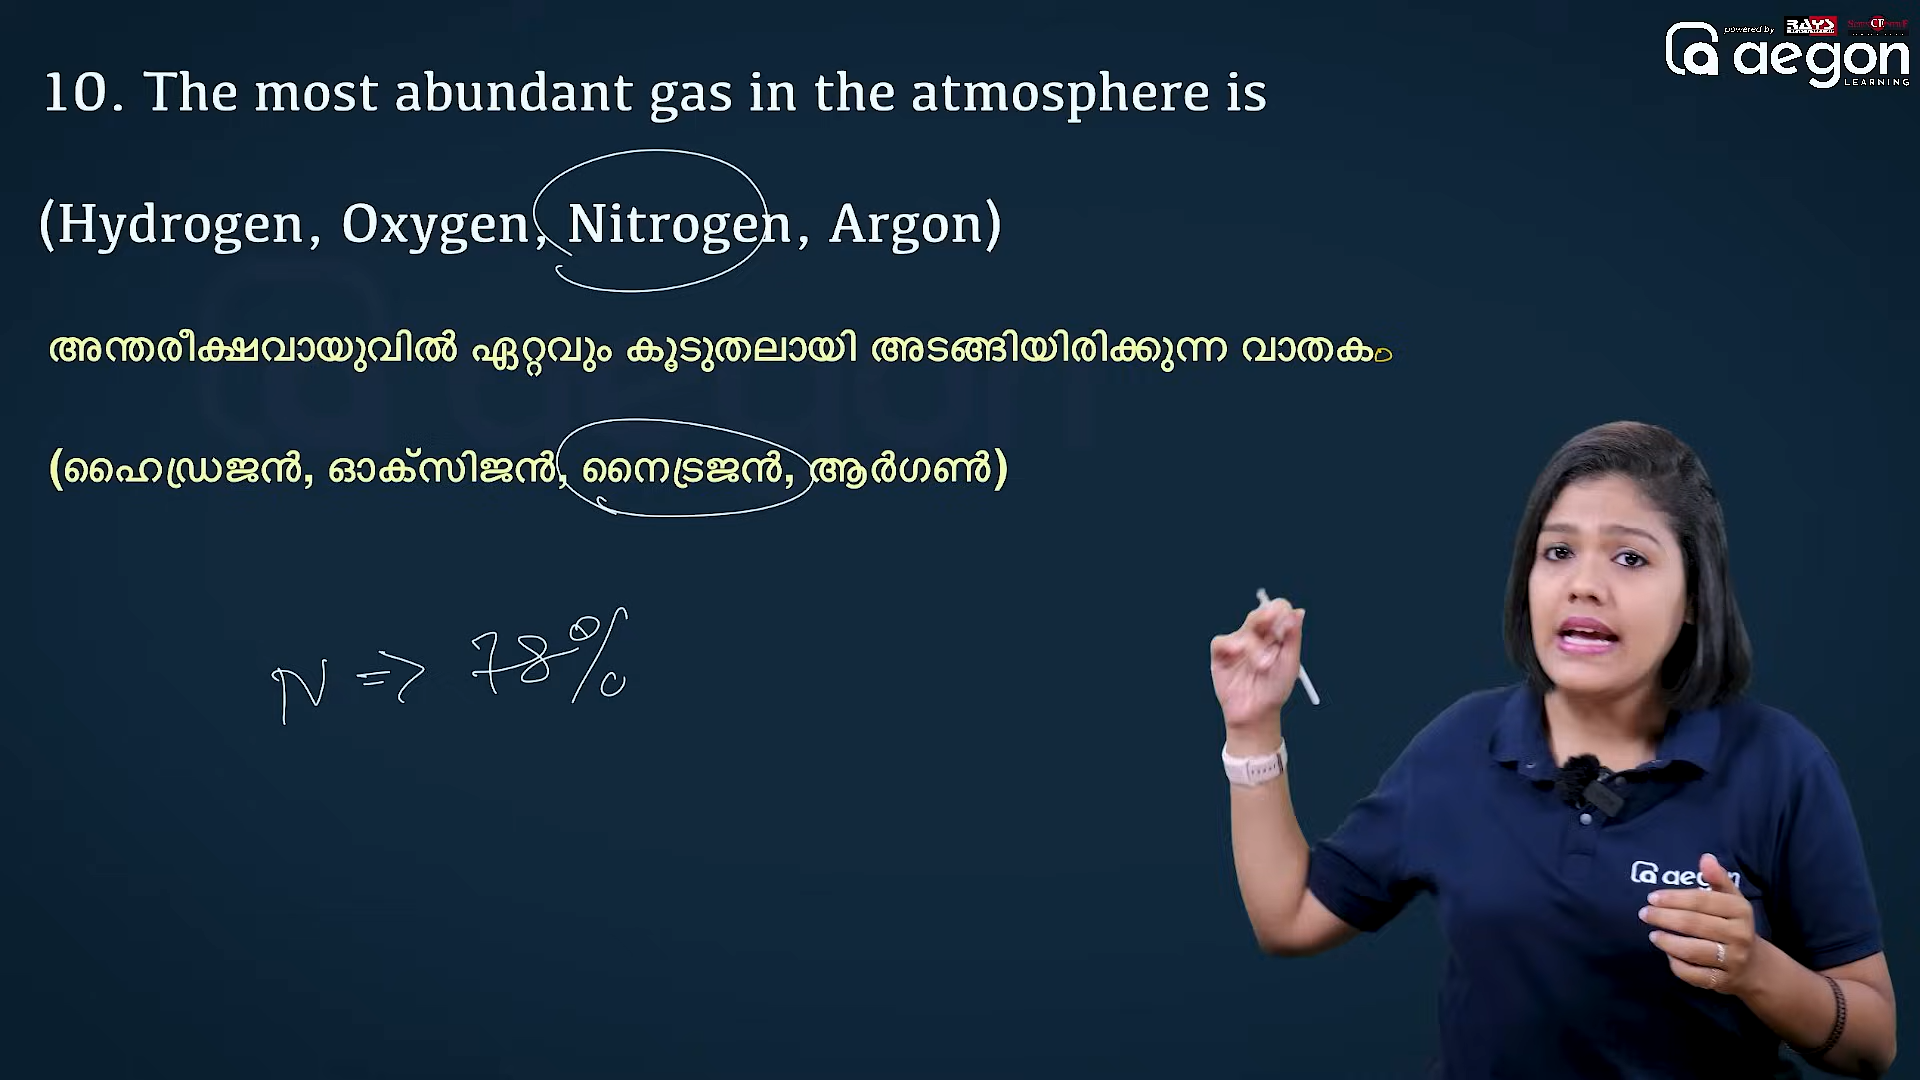 powered by RAYS
aegon
LEARNING
10. The most abundant gas in the atmosphere is
(Hydrogen, Oxygen, Nitrogen, Argon)
അന്തരീക്ഷവായുവിൽ ഏറ്റവും കൂടുതലായി അടങ്ങിയിരിക്കുന്ന വാതകം
(ഹൈഡ്രജൻ, ഓക്സിജൻ, നൈട്രജൻ, ആർഗൺ)
N => 78%
aegon